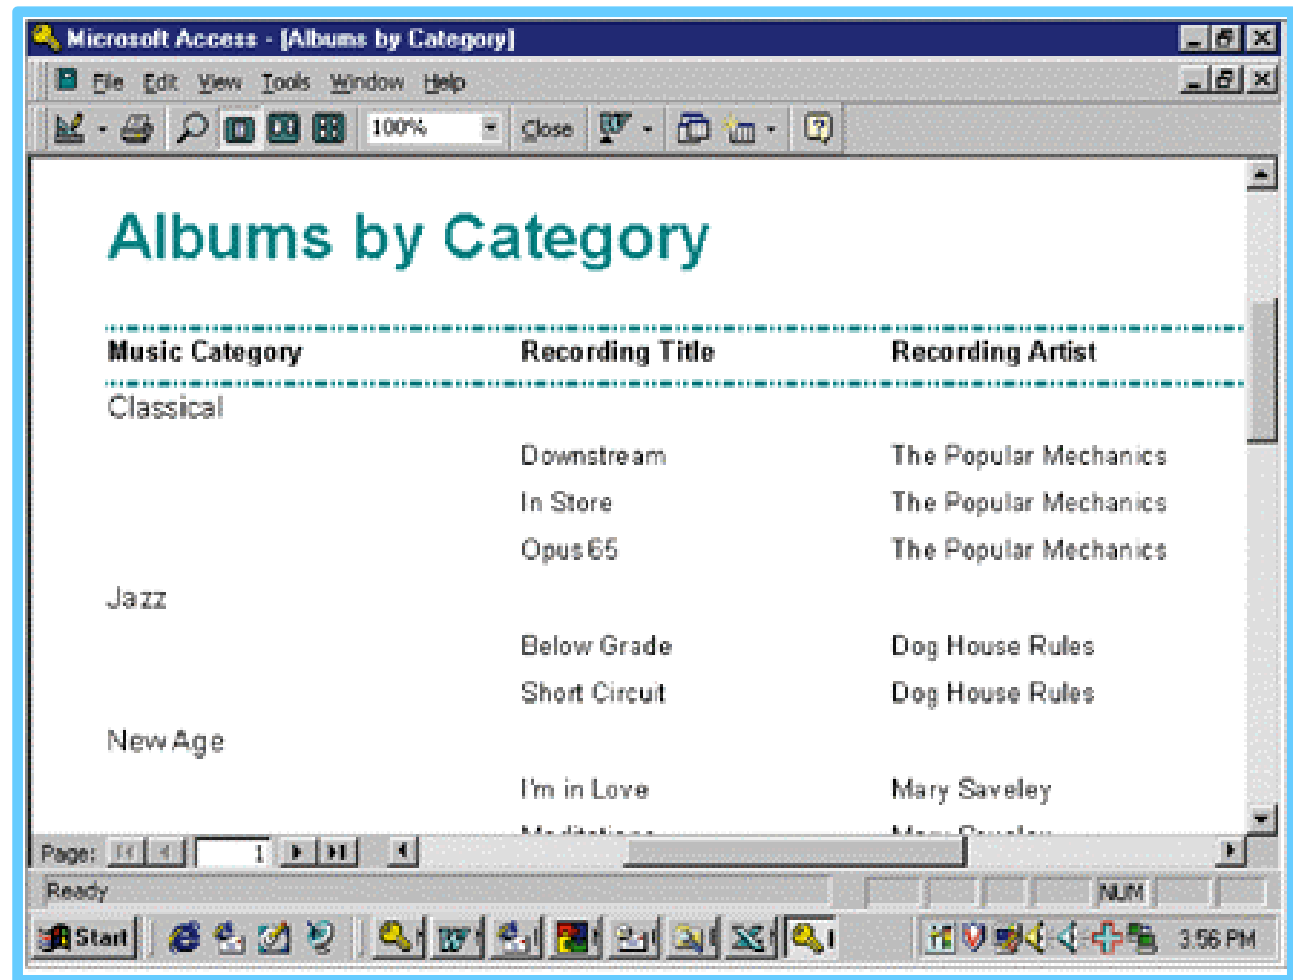 Microsoft Access - [Albums by Category]
File Edit View Tools Window Help
100% Close
Albums by Category
Music Category Recording Title Recording Artist
Classical
Downstream The Popular Mechanics
In Store The Popular Mechanics
Opus 65 The Popular Mechanics
Jazz
Below Grade Dog House Rules
Short Circuit Dog House Rules
New Age
I'm in Love Mary Saveley
Page: 1
Ready NUM
Start 3:56 PM